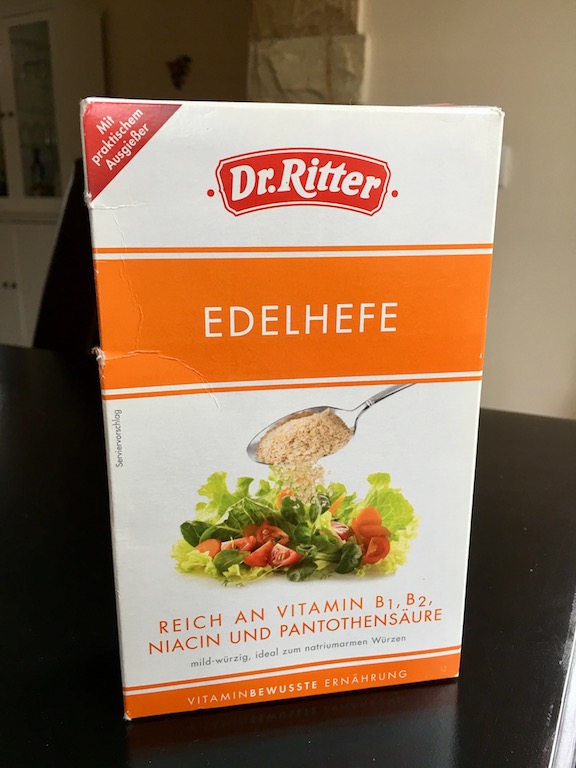 Mit
praktischem
Ausgießer
Dr.Ritter
EDELHEFE
Serviervorschlag
REICH AN VITAMIN B1, B2,
NIACIN UND PANTOTHENSÄURE
mild-würzig, ideal zum natriumarmen Würzen
VITAMINBEWUSSTE ERNÄHRUNG